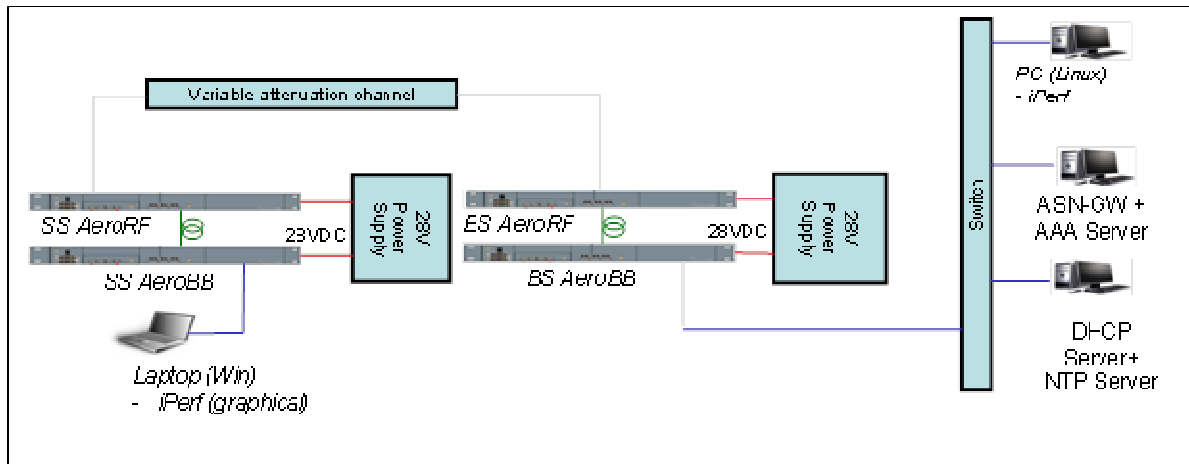 Variable attenuation channel
PC (Linux)
- iPerf
SS AeroRF
28VDC
28V
Power
Supply
ES AeroRF
28VDC
28V
Power
Supply
Switch
ASN-GW +
AAA Server
SS AeroBB
BS AeroBB
Laptop (Win)
- iPerf (graphical)
DHCP
Server+
NTP Server